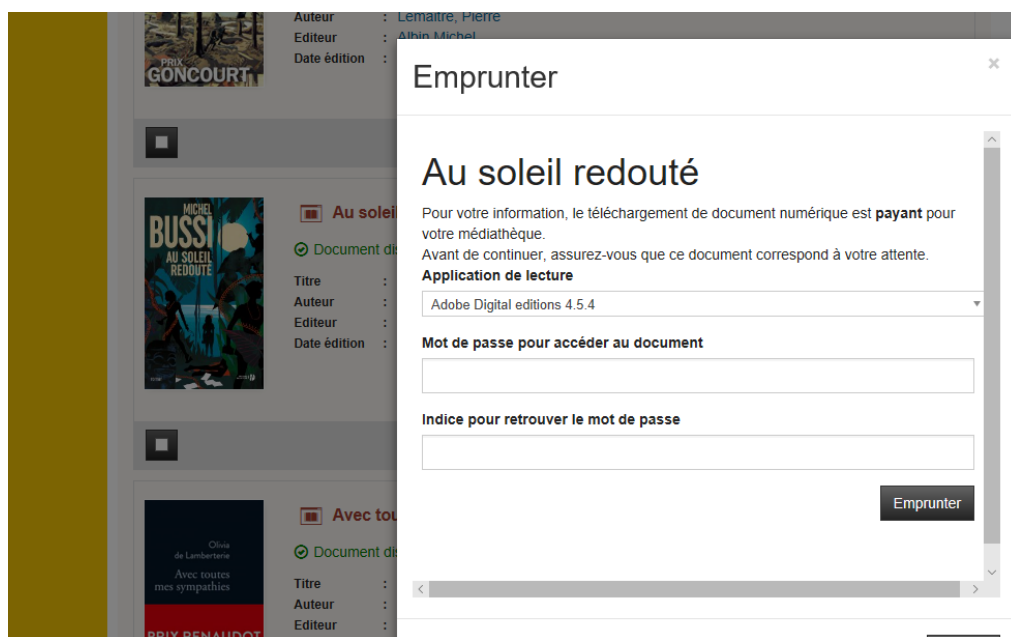 PRIX
GONCOURT
Auteur : Lemaitre, Pierre
Editeur : Albin Michel
Date édition :
MICHEL
BUSSI
AU SOLEIL
REDOUTÉ
Au soleil
Document dis
Titre :
Auteur :
Editeur :
Date édition :
Olivia
de Lamberterie
Avec toutes
mes sympathies
PRIX RENAUDOT
Avec tou
Document dis
Titre :
Auteur :
Editeur :
Emprunter
×
Au soleil redouté
Pour votre information, le téléchargement de document numérique est payant pour
votre médiathèque.
Avant de continuer, assurez-vous que ce document correspond à votre attente.
Application de lecture
Adobe Digital editions 4.5.4
Mot de passe pour accéder au document
Indice pour retrouver le mot de passe
Emprunter